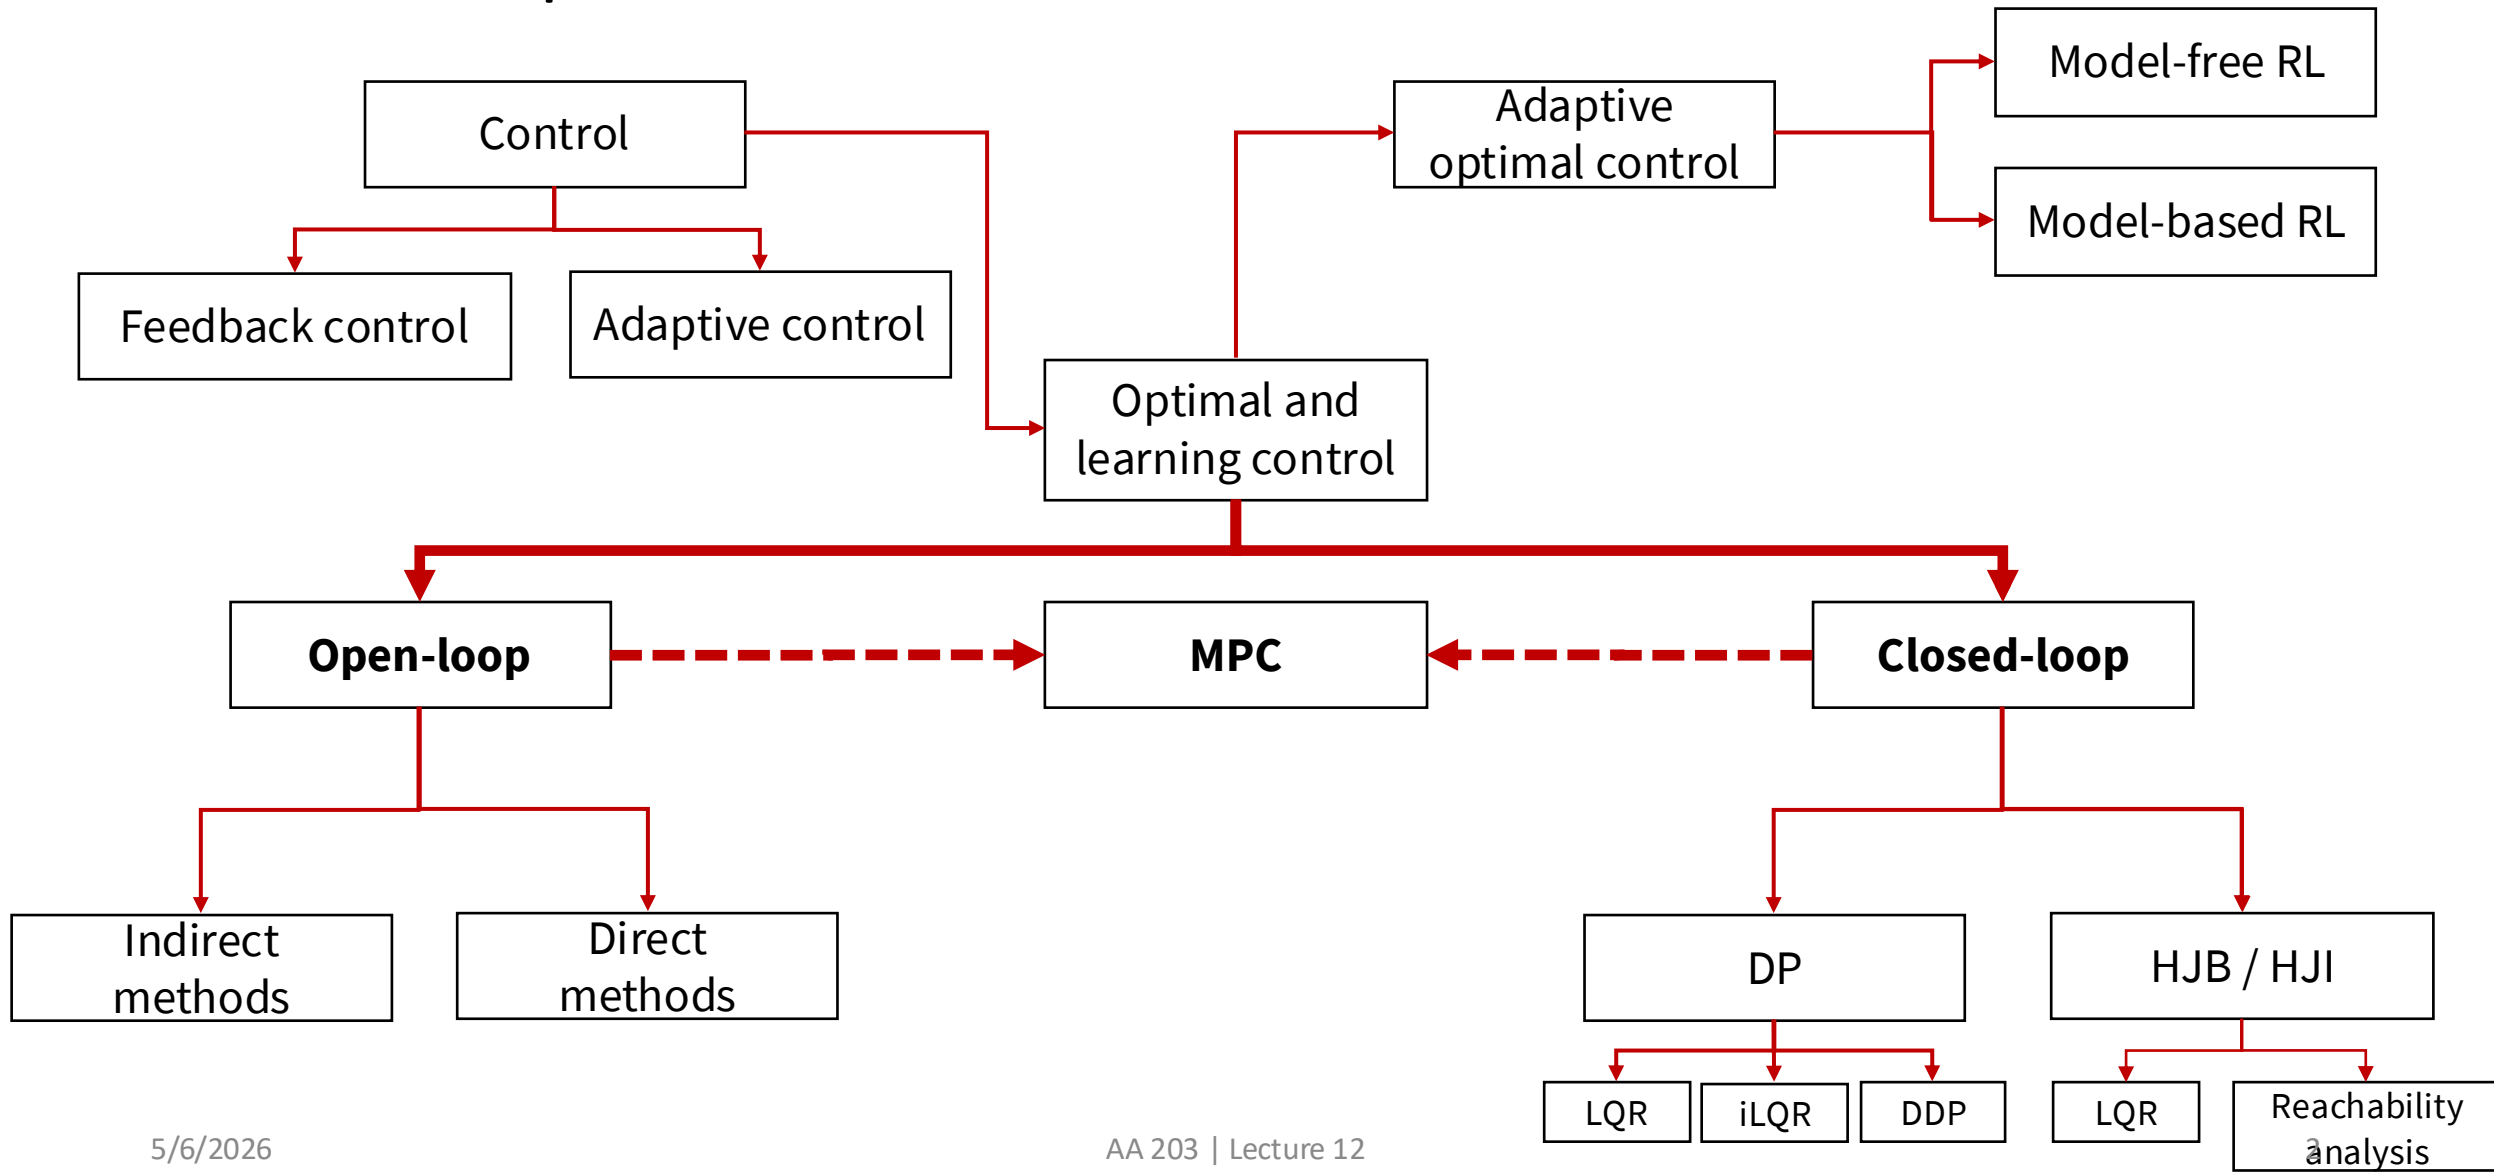 Model-free RL
Control
Adaptive
optimal control
Model-based RL
Feedback control
Adaptive control
Optimal and
learning control
Open-loop
MPC
Closed-loop
Indirect
methods
Direct
methods
DP
HJB / HJI
LQR
iLQR
DDP
LQR
Reachability
analysis
5/6/2026
AA 203 | Lecture 12
2